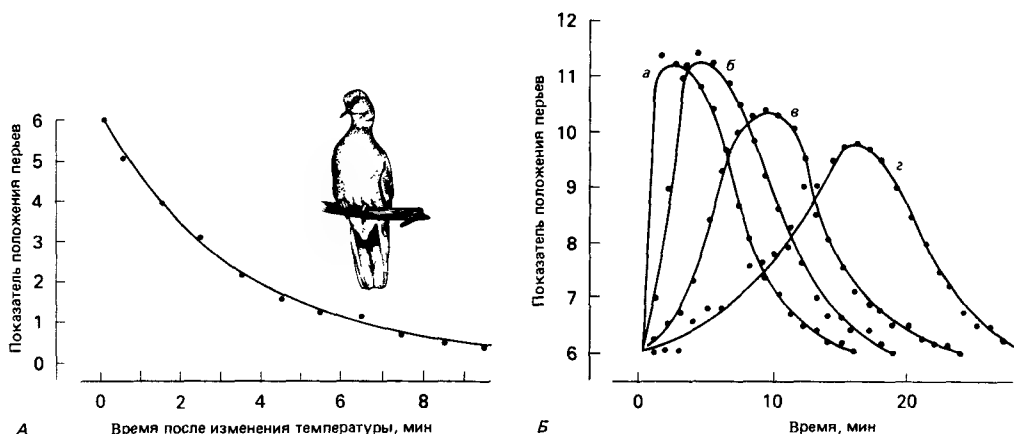 Показатель положения перьев
6
5
4
3
2
1
0
0 2 4 6 8
А Время после изменения температуры, мин
Показатель положения перьев
12
11
10
9
8
7
6
а б в г
0 10 20
Б Время, мин